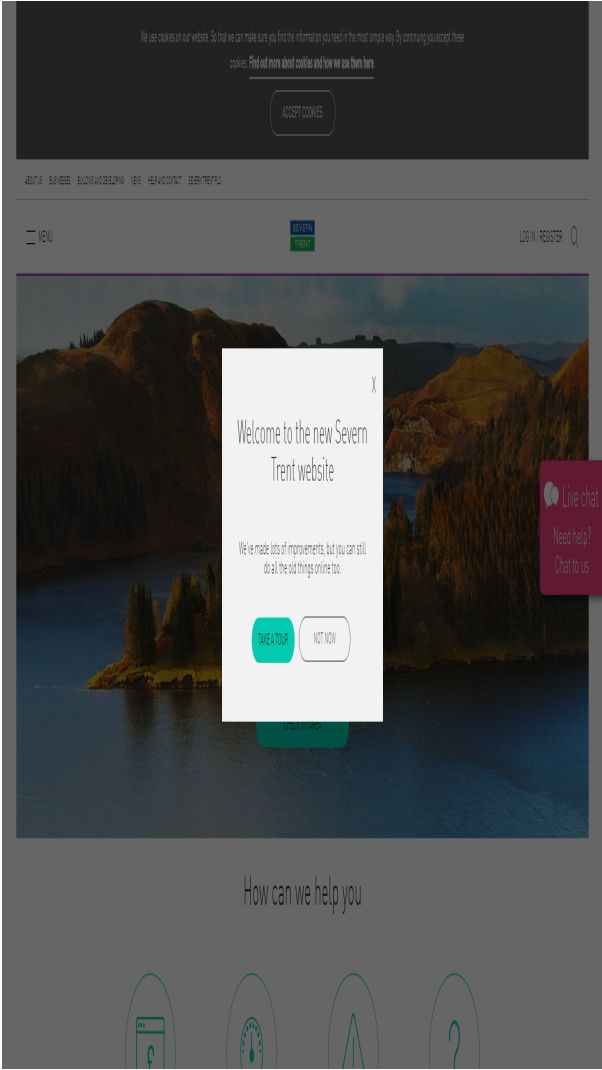 We use cookies on our website. So that we can make sure you find the information you need in the most simple way. By continuing you accept these
cookies. Find out more about cookies and how we use them here
ACCEPT COOKIES
ABOUT US BUSINESSES BUILDING AND DEVELOPING NEWS HELP AND CONTACT SEVERN TRENT PLC
MENU
SEVERN
TRENT
LOG IN | REGISTER
X
Welcome to the new Severn
Trent website
We've made lots of improvements, but you can still
do all the old things online too.
TAKE A TOUR
NOT NOW
Live chat
Need help?
Chat to us
CHECK MY AREA
How can we help you
£
?